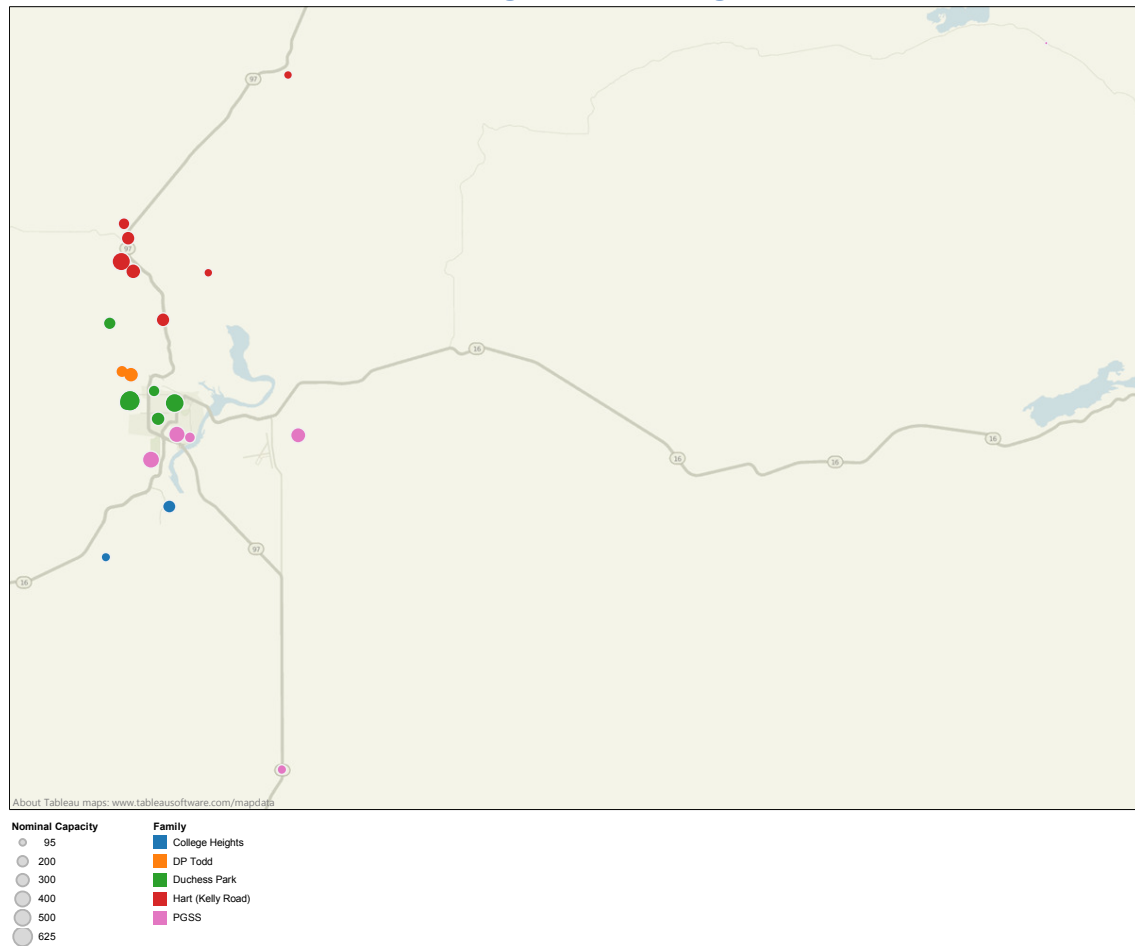 97
97
16
16
16
16
97
16
About Tableau maps: www.tableausoftware.com/mapdata
Nominal Capacity
95
200
300
400
500
625
Family
College Heights
DP Todd
Duchess Park
Hart (Kelly Road)
PGSS